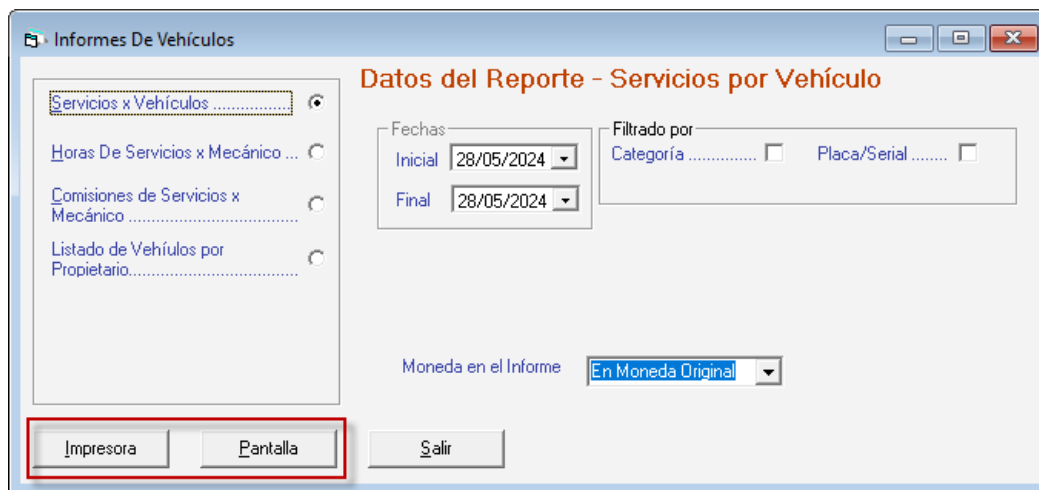 Informes De Vehículos
Datos del Reporte - Servicios por Vehículo
Servicios x Vehículos .................
Horas De Servicios x Mecánico ...
Comisiones de Servicios x
Mecánico ...................................
Listado de Vehíulos por
Propietario...................................
Fechas
Inicial 28/05/2024
Final 28/05/2024
Filtrado por
Categoría .............. Placa/Serial ........
Moneda en el Informe En Moneda Original
Impresora Pantalla Salir